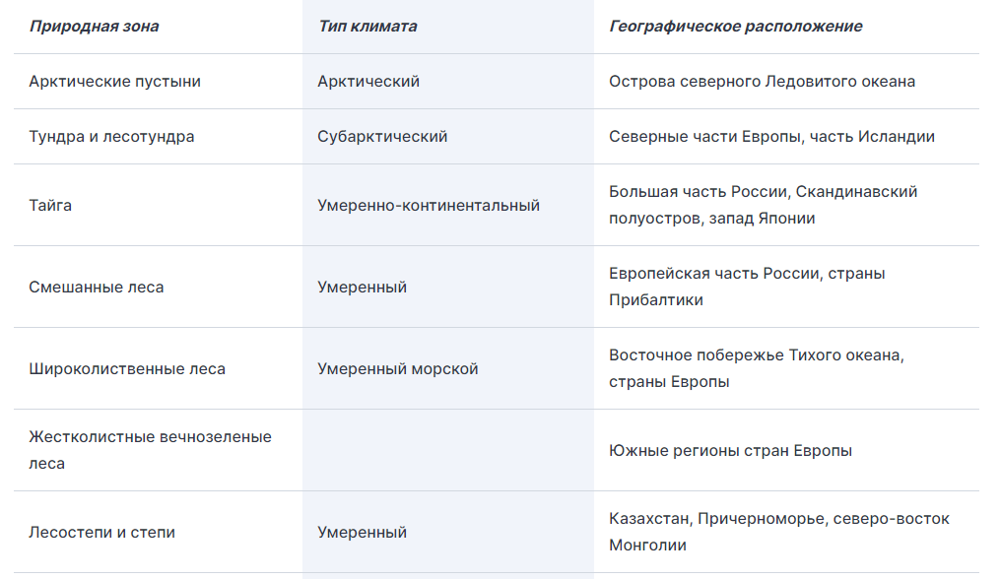 Природная зона Тип климата Географическое расположение
Арктические пустыни Арктический Острова северного Ледовитого океана
Тундра и лесотундра Субарктический Северные части Европы, часть Исландии
Тайга Умеренно-континентальный Большая часть России, Скандинавский
полуостров, запад Японии
Смешанные леса Умеренный Европейская часть России, страны
Прибалтики
Широколиственные леса Умеренный морской Восточное побережье Тихого океана,
страны Европы
Жестколистные вечнозеленые
леса Южные регионы стран Европы
Лесостепи и степи Умеренный Казахстан, Причерноморье, северо-восток
Монголии